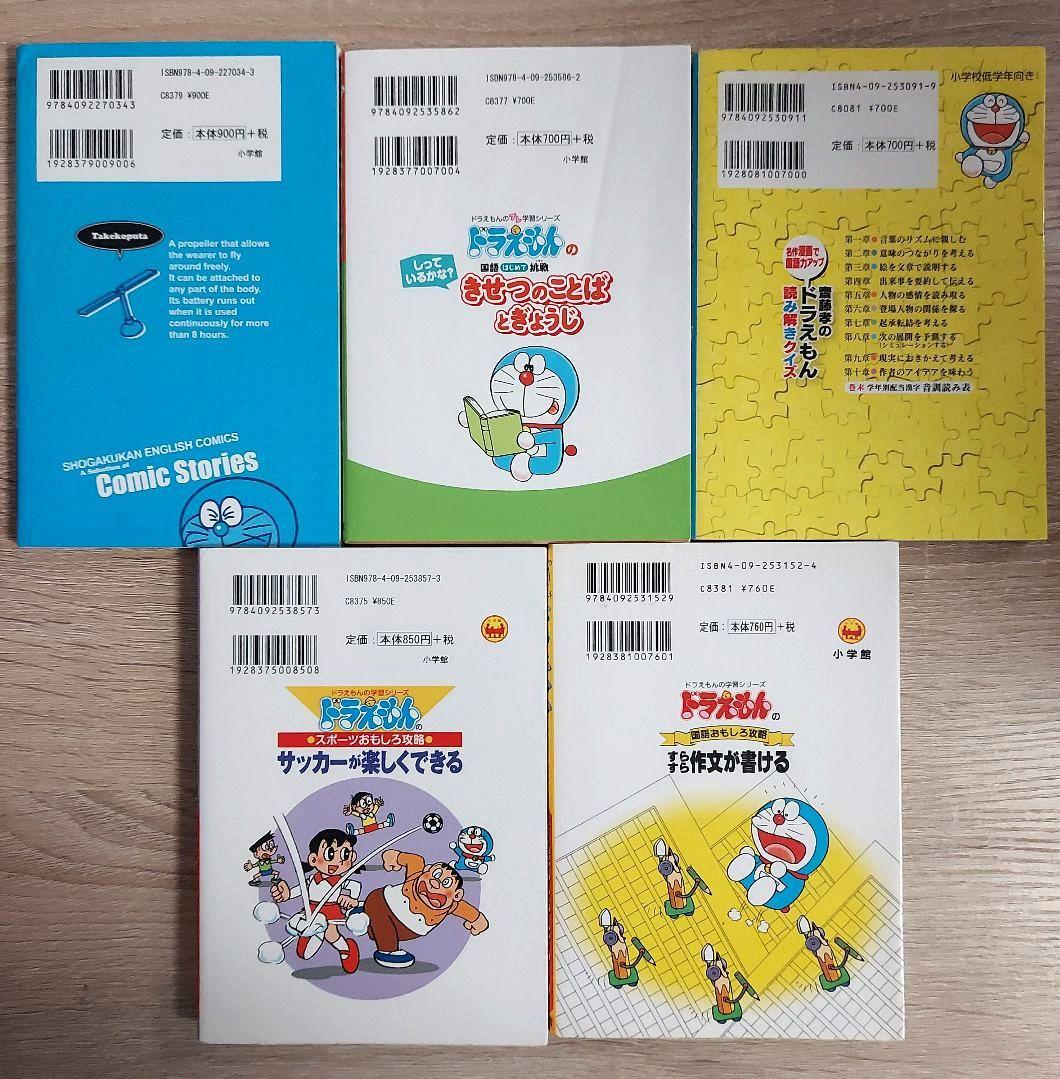 ISBN978-4-09-227034-3
9784092270343
C8379 ¥900E
定価：本体900円+税
1928379009006
小学館
Takekoputa
A propeller that allows
the wearer to fly
around freely.
It can be attached to
any part of the body.
Its battery runs out
when it is used
continuously for more
than 8 hours.
SHOGAKUKAN ENGLISH COMICS
A Selection of
Comic Stories
ISBN978-4-09-253586-2
9784092535862
C8377 ¥700E
定価：本体700円+税
1928377007004
小学館
ドラえもんのプレ学習シリーズ
ドラえもんの
国語はじめて挑戦
しって
いるかな?
きせつのことば
とぎょうじ
ISBN4-09-253091-9
9784092530911
C8081 ¥700E
定価：本体700円+税
1928081007000
小学校低学年向き
名作漫画で
国語力アップ
齋藤孝の
ドラえもん
読み解きクイズ
第一章●言葉のリズムに親しむ
第二章●意味のつながりを考える
第三章●絵を文章で説明する
第四章●出来事を要約して伝える
第五章●人物の感情を読み取る
第六章●登場人物の関係を探る
第七章●起承転結を考える
第八章●次の展開を予測する
(シミュレーションする)
第九章●現実におきかえて考える
第十章●作者のアイデアを味わう
巻末 学年別配当漢字 音訓読み表
ISBN978-4-09-253857-3
9784092538573
C8375 ¥850E
定価：本体850円+税
1928375008508
小学館
ドラえもんの学習シリーズ
ドラえもんの
●スポーツおもしろ攻略●
サッカーが楽しくできる
ISBN4-09-253152-4
9784092531529
C8381 ¥760E
定価：本体760円+税
1928381007601
小学館
ドラえもんの学習シリーズ
ドラえもんの
国語おもしろ攻略
すらすら作文が書ける